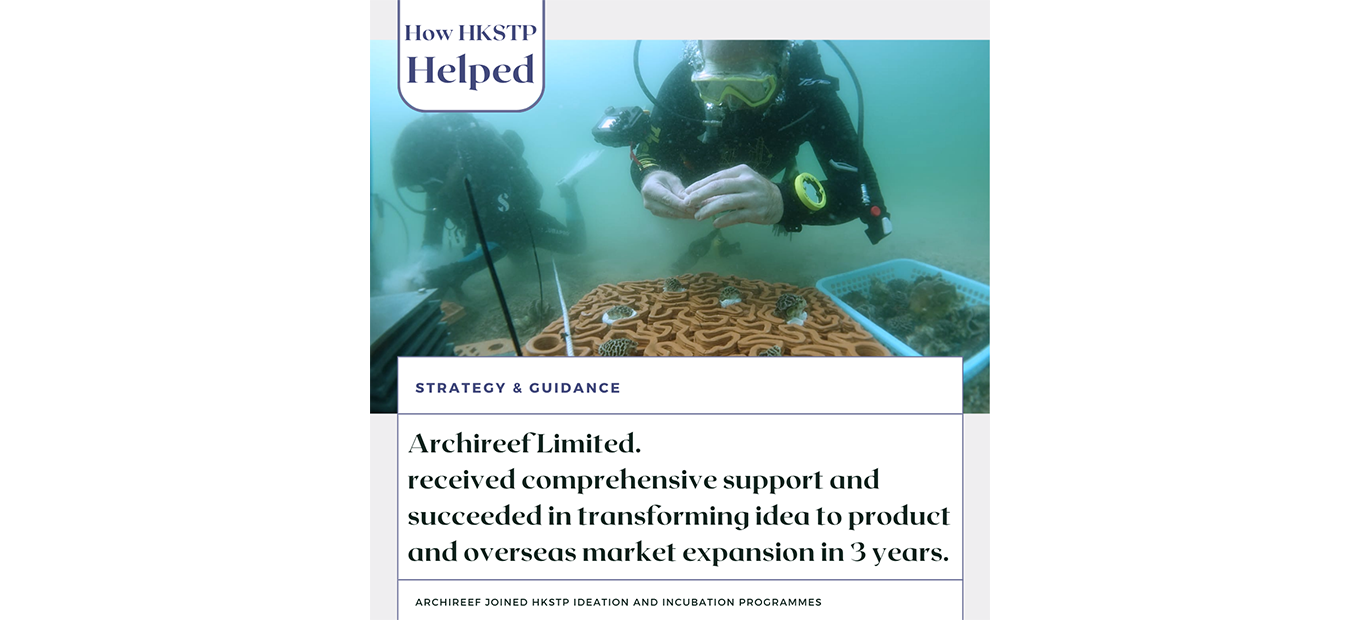 How HKSTP
Helped
STRATEGY & GUIDANCE
Archireef Limited.
received comprehensive support and
succeeded in transforming idea to product
and overseas market expansion in 3 years.
ARCHIREEF JOINED HKSTP IDEATION AND INCUBATION PROGRAMMES